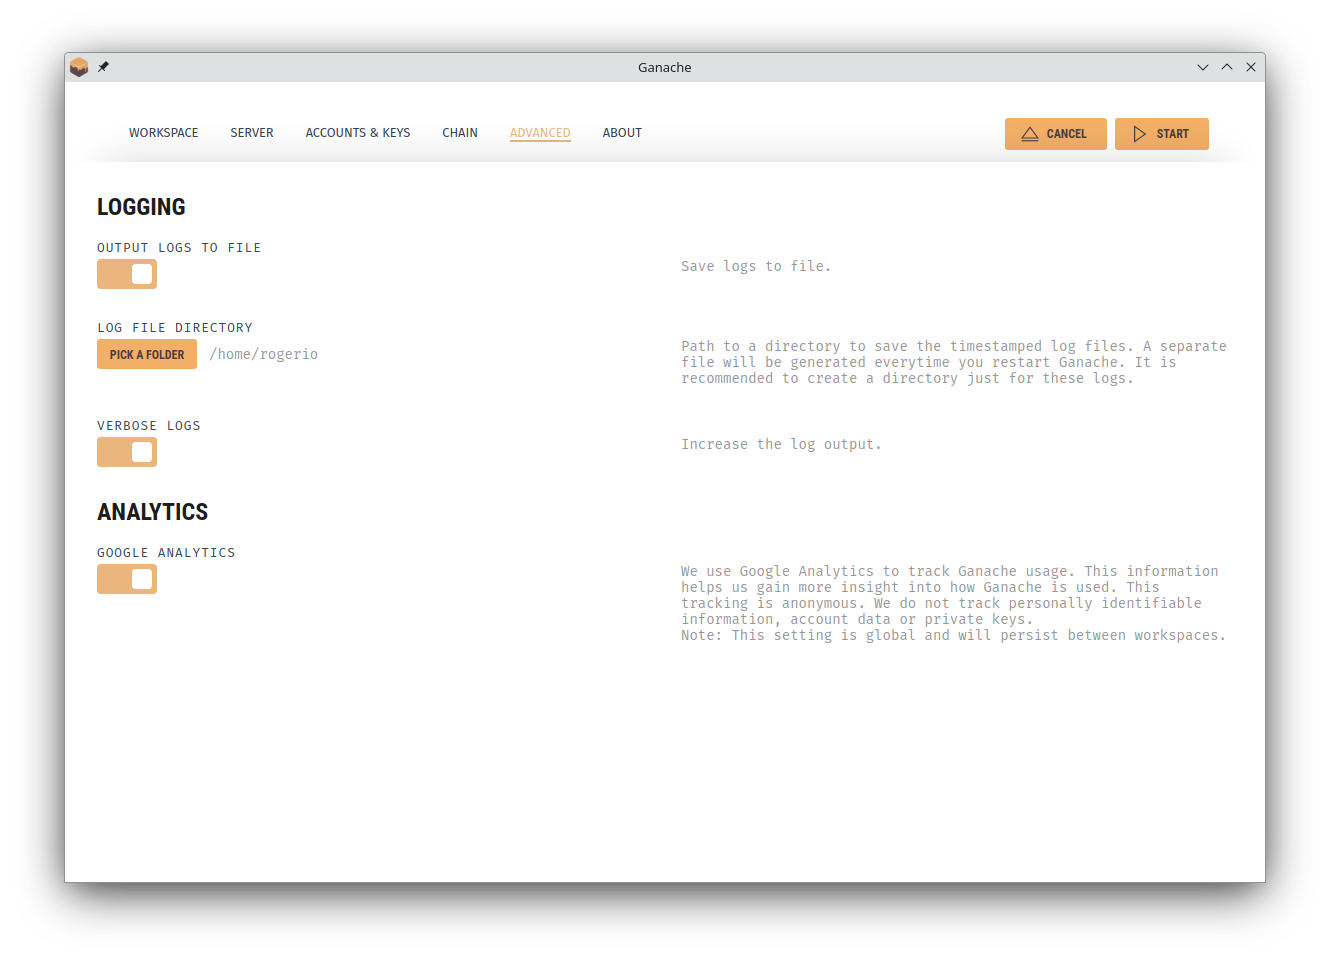 Ganache
WORKSPACE SERVER ACCOUNTS & KEYS CHAIN ADVANCED ABOUT CANCEL START
LOGGING
OUTPUT LOGS TO FILE
Save logs to file.
LOG FILE DIRECTORY
PICK A FOLDER /home/rogerio
Path to a directory to save the timestamped log files. A separate
file will be generated everytime you restart Ganache. It is
recommended to create a directory just for these logs.
VERBOSE LOGS
Increase the log output.
ANALYTICS
GOOGLE ANALYTICS
We use Google Analytics to track Ganache usage. This information
helps us gain more insight into how Ganache is used. This
tracking is anonymous. We do not track personally identifiable
information, account data or private keys.
Note: This setting is global and will persist between workspaces.